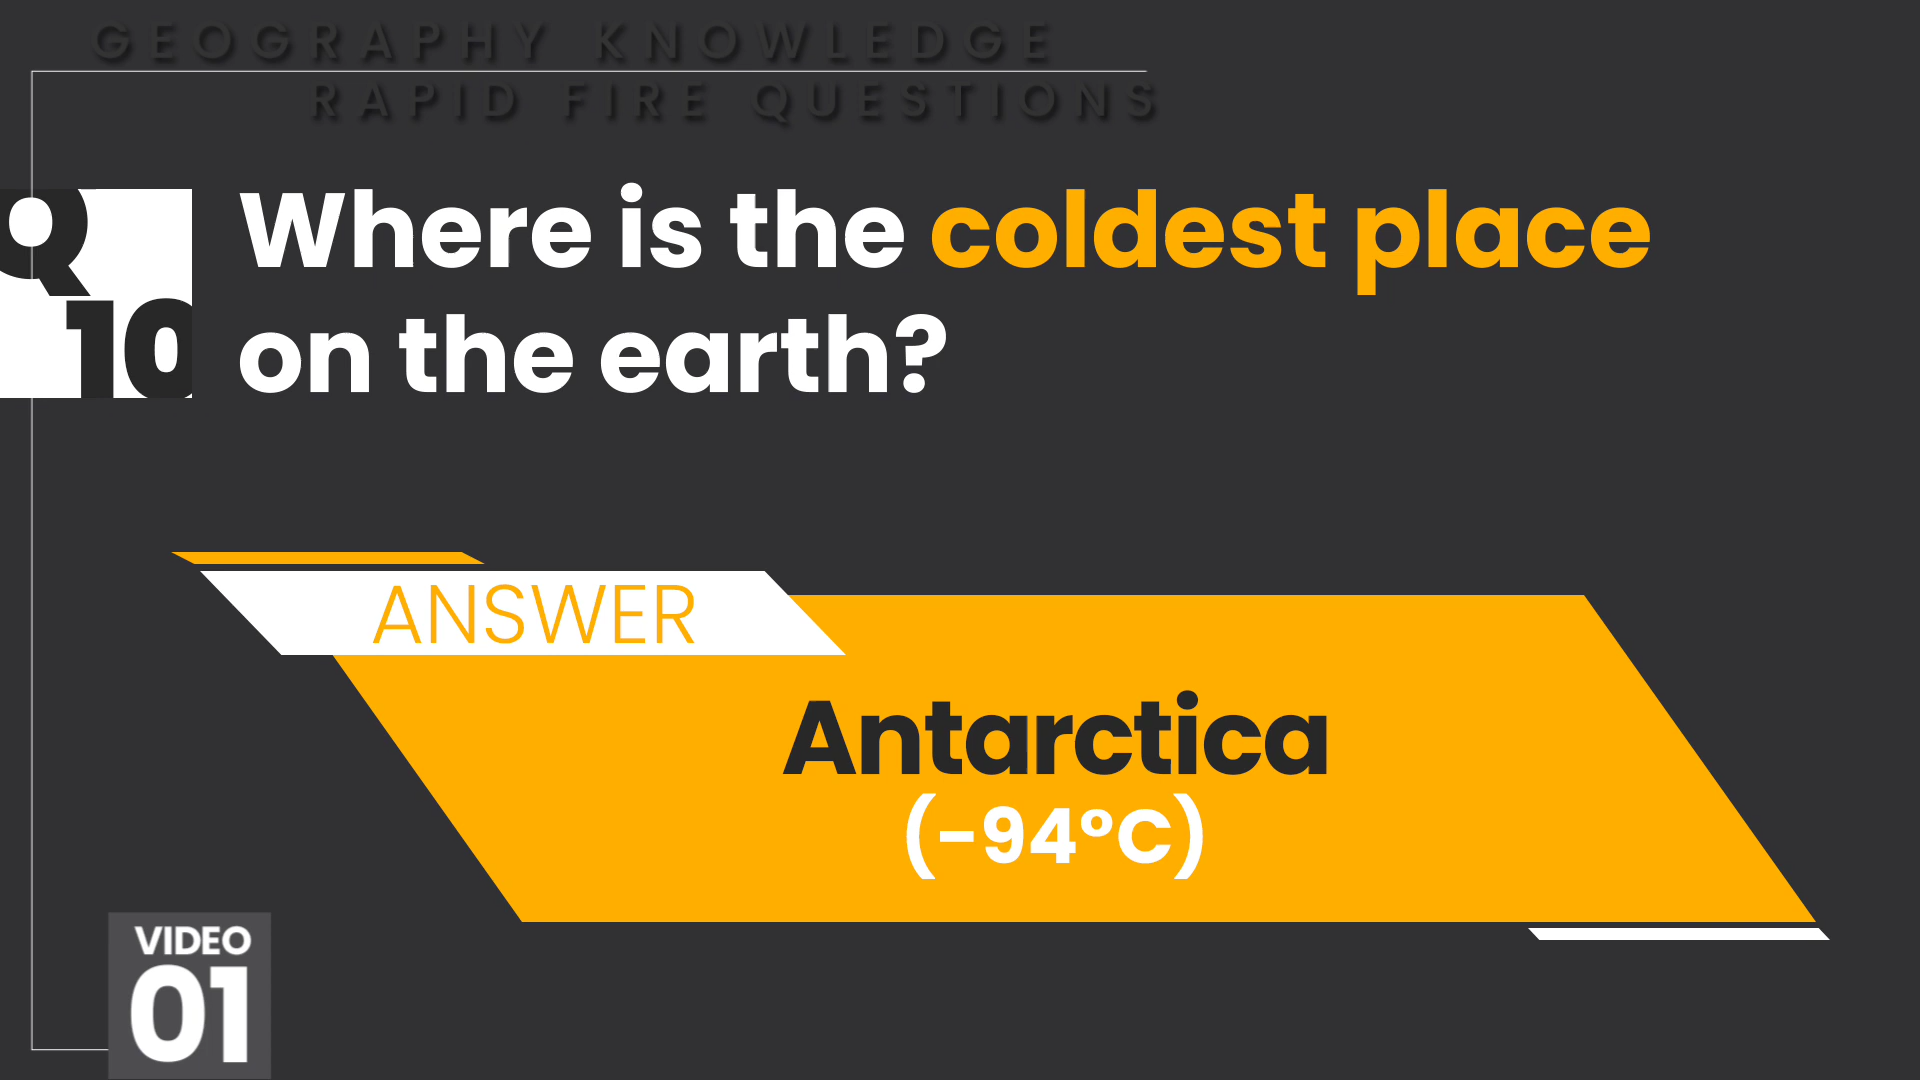 GEOGRAPHY KNOWLEDGE
RAPID FIRE QUESTIONS
Q
10
Where is the coldest place
on the earth?
ANSWER
Antarctica
(-94°C)
VIDEO
01